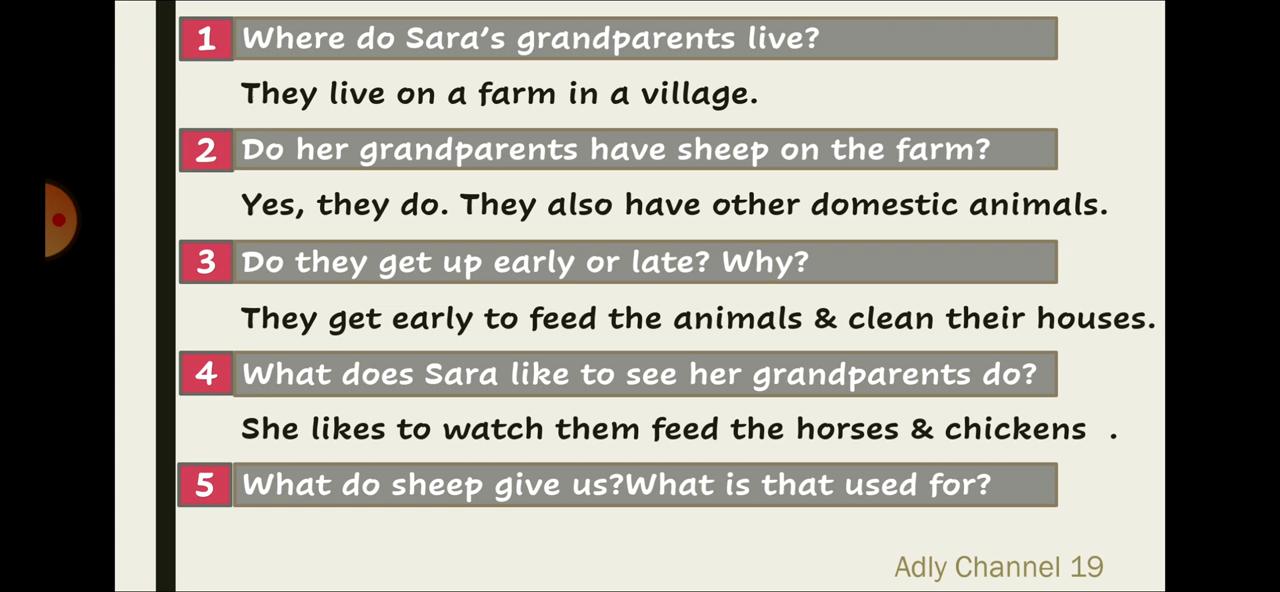 1 Where do Sara's grandparents live?
They live on a farm in a village.
2 Do her grandparents have sheep on the farm?
Yes, they do. They also have other domestic animals.
3 Do they get up early or late? Why?
They get early to feed the animals & clean their houses.
4 What does Sara like to see her grandparents do?
She likes to watch them feed the horses & chickens .
5 What do sheep give us?What is that used for?
Adly Channel 19